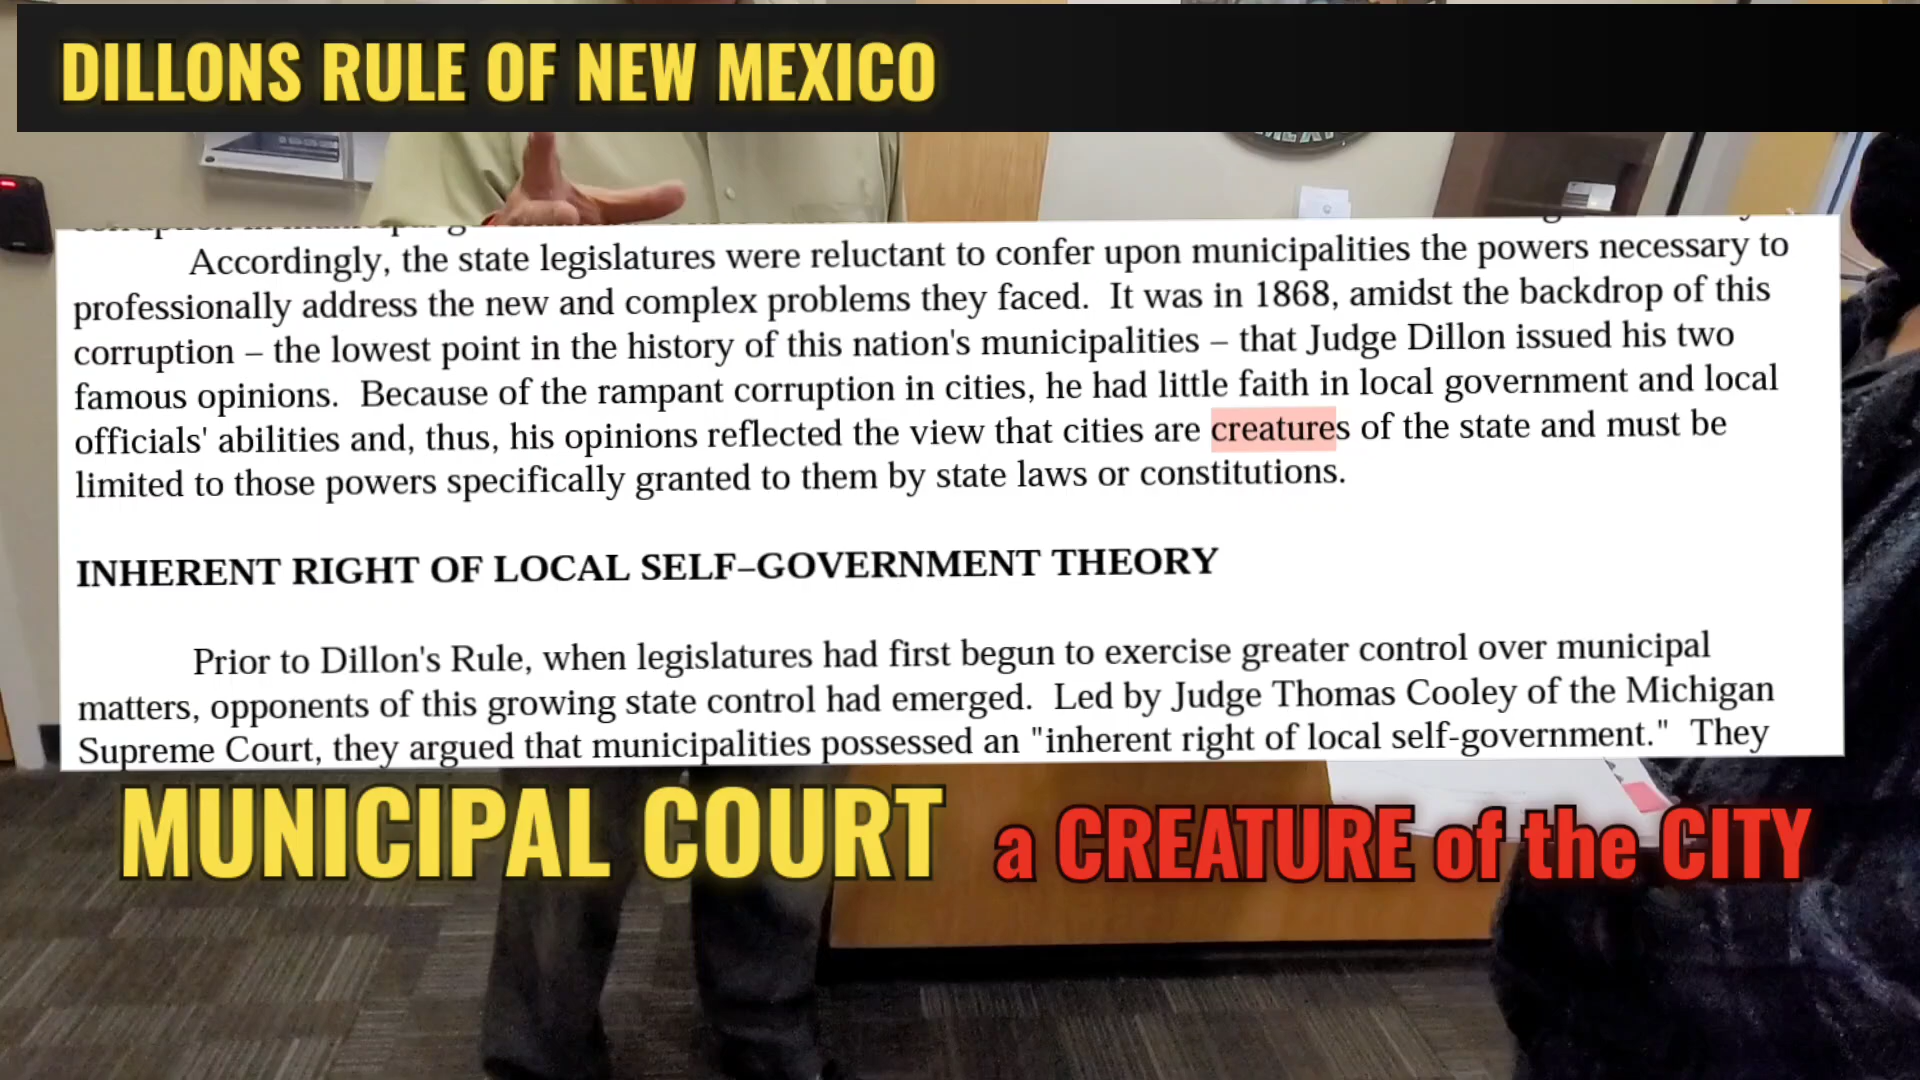 DILLONS RULE OF NEW MEXICO
Accordingly, the state legislatures were reluctant to confer upon municipalities the powers necessary to
professionally address the new and complex problems they faced. It was in 1868, amidst the backdrop of this
corruption – the lowest point in the history of this nation's municipalities – that Judge Dillon issued his two
famous opinions. Because of the rampant corruption in cities, he had little faith in local government and local
officials' abilities and, thus, his opinions reflected the view that cities are creatures of the state and must be
limited to those powers specifically granted to them by state laws or constitutions.
INHERENT RIGHT OF LOCAL SELF–GOVERNMENT THEORY
Prior to Dillon's Rule, when legislatures had first begun to exercise greater control over municipal
matters, opponents of this growing state control had emerged. Led by Judge Thomas Cooley of the Michigan
Supreme Court, they argued that municipalities possessed an "inherent right of local self-government." They
MUNICIPAL COURT a CREATURE of the CITY